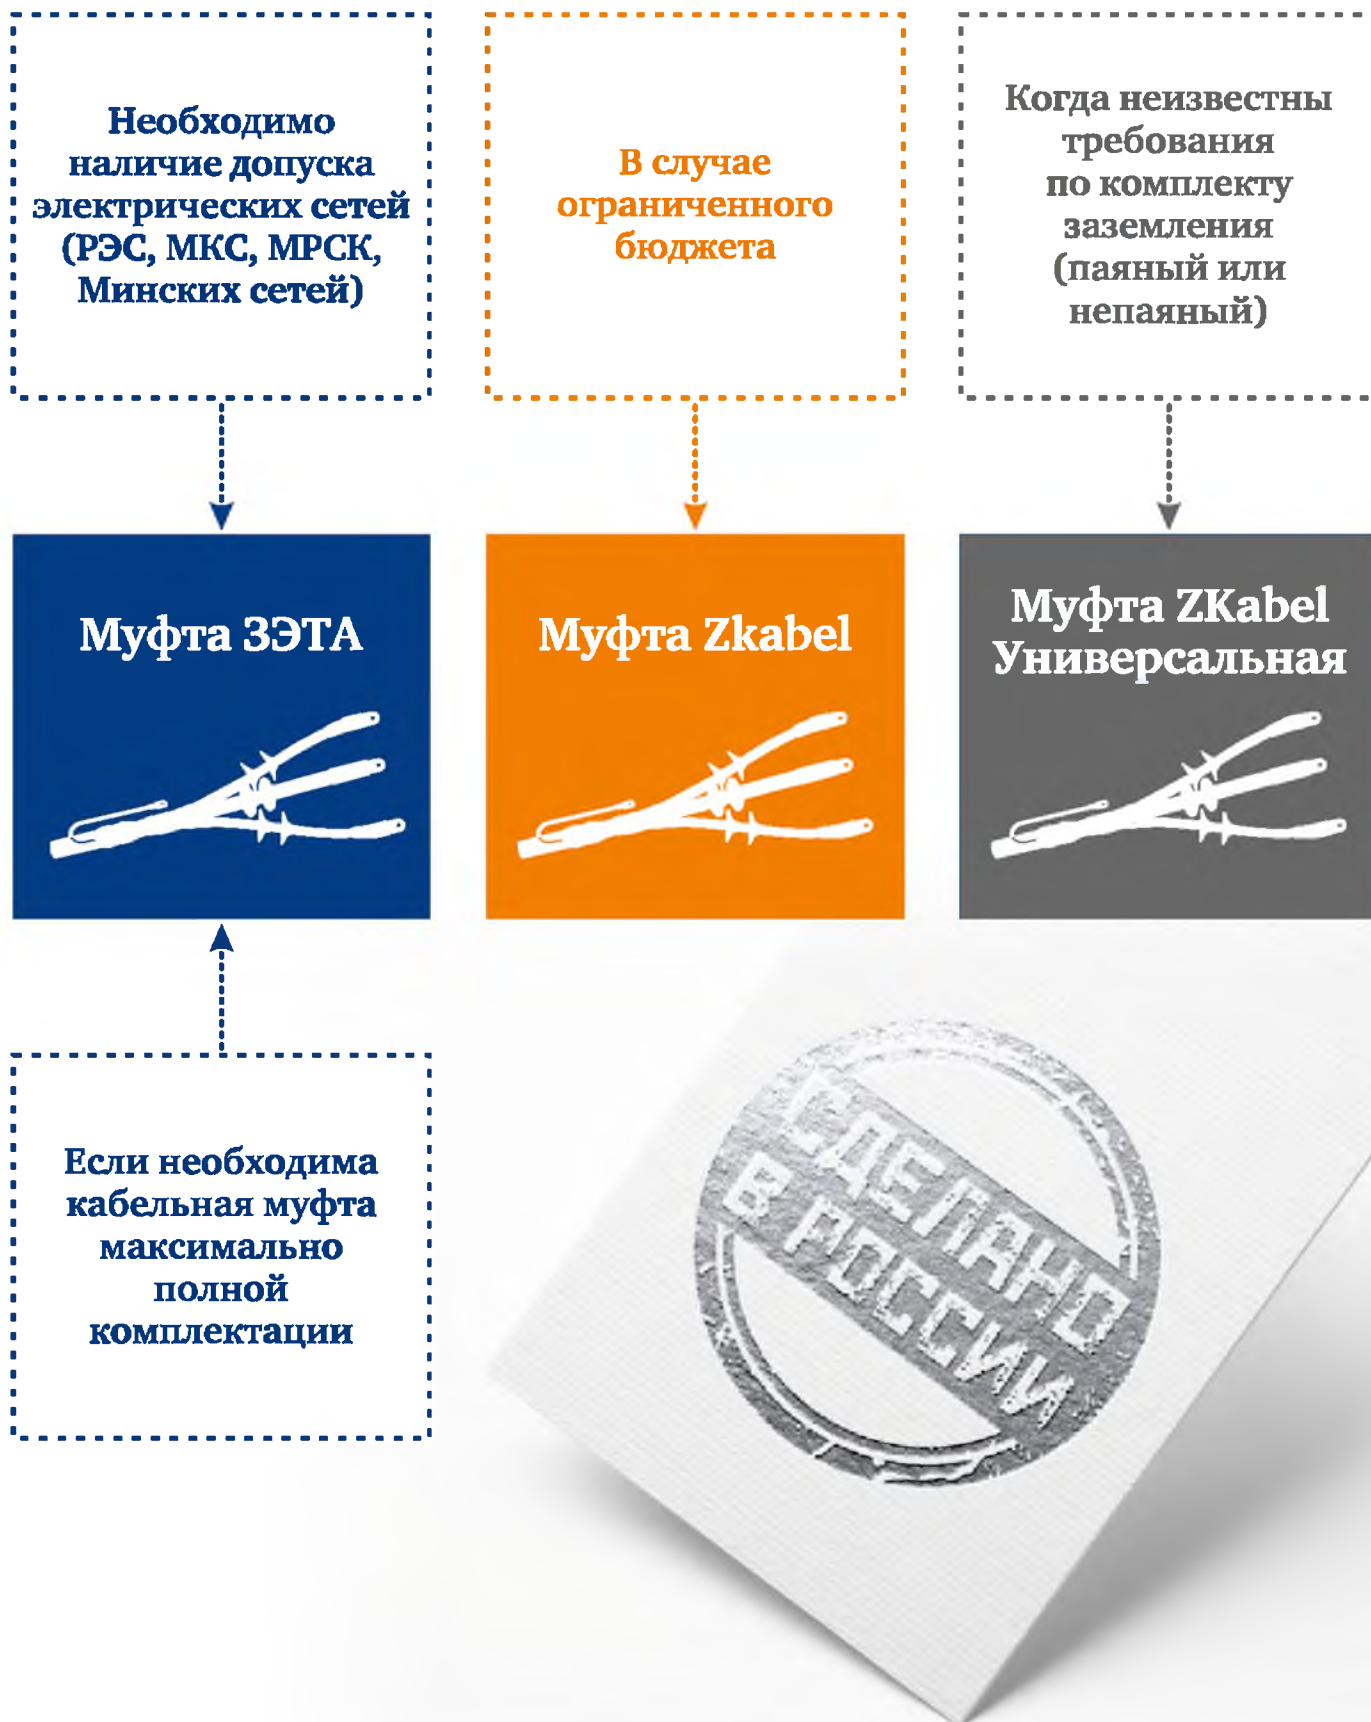 Необходимо
наличие допуска
электрических сетей
(РЭС, МКС, МРСК,
Минских сетей)
В случае
ограниченного
бюджета
Когда неизвестны
требования
по комплекту
заземления
(паяный или
непаяный)
Муфта ЗЭТА
Муфта Zkabel
Муфта ZKabel
Универсальная
Если необходима
кабельная муфта
максимально
полной
комплектации
СДЕЛАНО
В РОССИИ